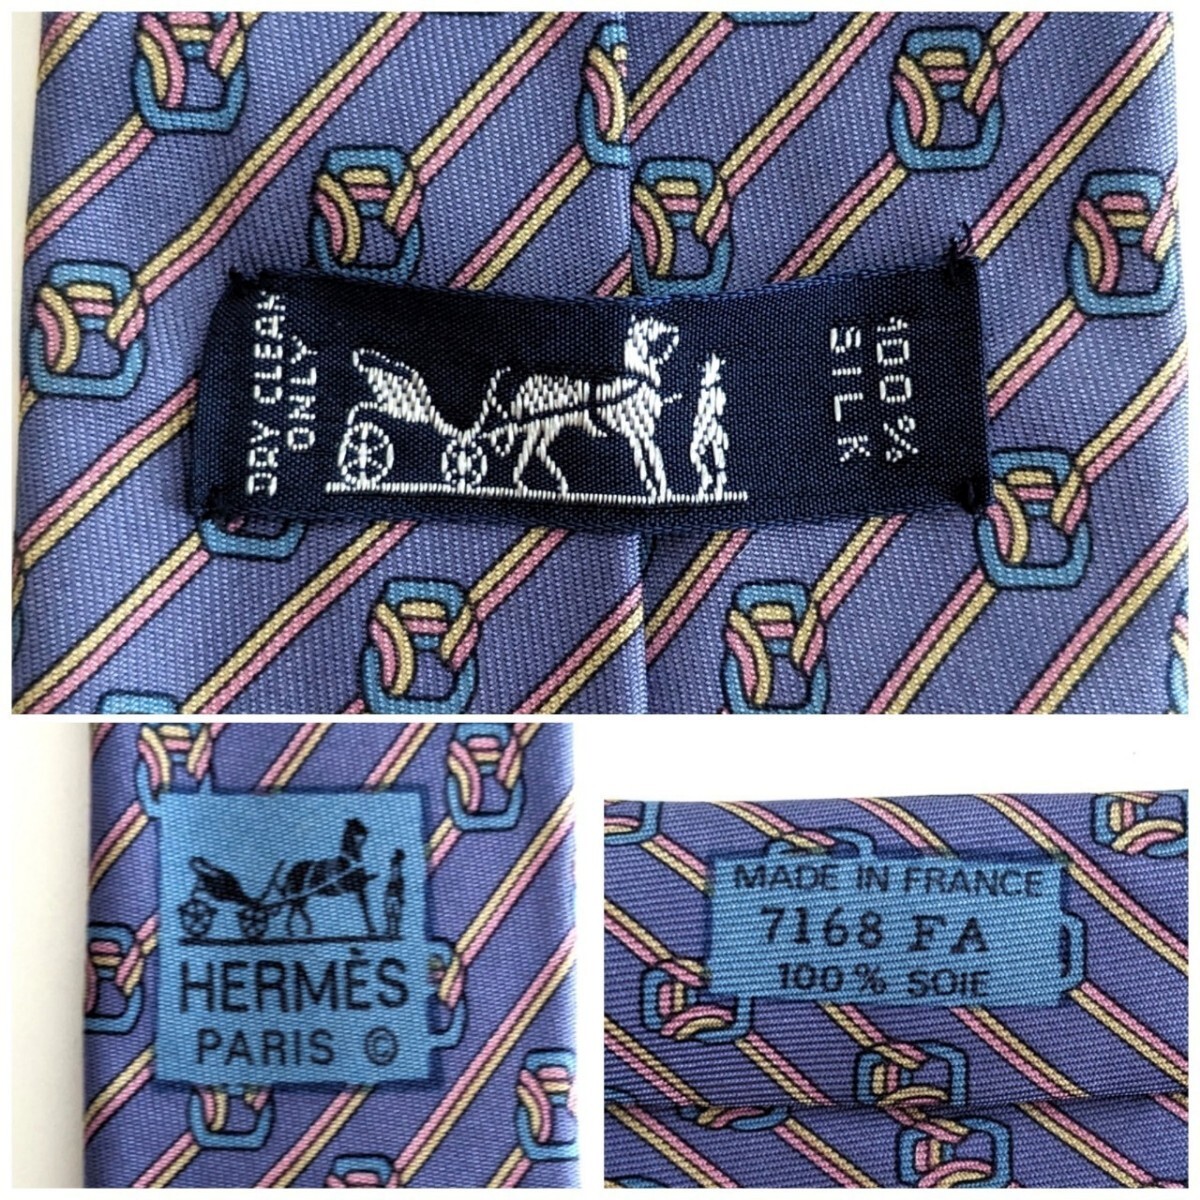 DRY CLEAN
ONLY
100%
SILK
HERMÈS
PARIS ©
MADE IN FRANCE
7168 FA
100% SOIE